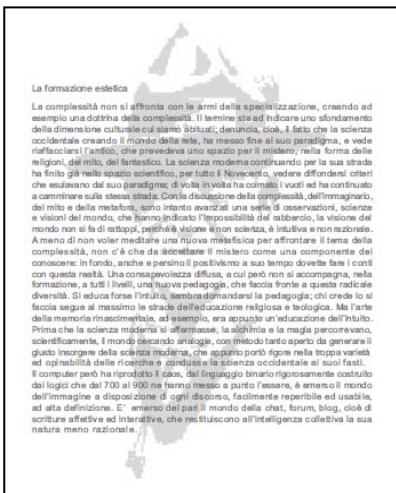 La formazione estetica
La complessità non si affronta con le armi della specializzazione, creando ad
esempio una dottrina della complessità. Il termine sta ad indicare uno sfondamento
della dimensione culturale cui siamo abituati; denuncia, cioè, il fatto che la scienza
occidentale creando il mondo della rete, ha messo fine al suo paradigma, e vede
riaffacciarsi l'antico, che prevedeva uno spazio per il mistero, nella forma delle
religioni, del mito, del fantastico. La scienza moderna continuando per la sua strada
ha finito già nello spazio scientifico, per tutto il Novecento, vedere diffondersi criteri
che esulavano dal suo paradigma; di volta in volta ha colmato i vuoti ed ha continuato
a camminare sulla stessa strada. Con la discussione della complessità, dell'immaginario,
del mito e della metafora, sono intanto avanzati una serie di osservazioni, scienze
e visioni del mondo, che hanno indicato l'impossibilità del rabbercio, la visione del
mondo non si fa di rattoppi, perché è visione e non scienza, è intuitiva e non razionale.
A meno di non voler meditare una nuova metafisica per affrontare il tema della
complessità, non c'è che da accettare il mistero come una componente del
conoscere: in fondo, anche e persino il positivismo a suo tempo dovette fare i conti
con questa realtà. Una consapevolezza diffusa, a cui però non si accompagna, nella
formazione, a tutti i livelli, una nuova pedagogia, che faccia fronte a questa radicale
diversità. Si educa forse l'intuito, sembra domandarsi la pedagogia; chi crede lo si
faccia segue al massimo le strade dell'educazione religiosa e teologica. Ma l'arte
della memoria rinascimentale, ad esempio, era appunto un'educazione dell'intuito.
Prima che la scienza moderna si affermasse, la alchimia e la magia percorrevano,
scientificamente, il mondo cercando analogie, con metodo tanto aperto da generare il
giusto insorgere della scienza moderna, che appunto portò rigore nella troppa varietà
ed opinabilità delle ricerche e condusse la scienza occidentale ai suoi fasti.
Il computer però ha riprodotto il caos, dal linguaggio binario rigorosamente costruito
dai logici che dal 700 al 900 ne hanno messo a punto l'essere, è emerso il mondo
dell'immagine a disposizione di ogni discorso, facilmente reperibile ed usabile,
ad alta definizione. E' emerso del pari il mondo della chat, forum, blog, cioè di
scritture affettive ed interattive, che restituiscono all'intelligenza collettiva la sua
natura meno razionale.